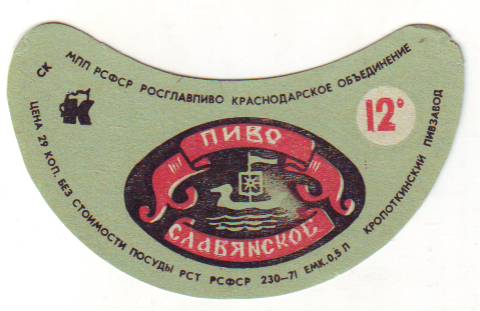 МПП РСФСР РОСГЛАВПИВО КРАСНОДАРСКОЕ ОБЪЕДИНЕНИЕ
СК
К
12°
ПИВО
СЛАВЯНСКОЕ
ЦЕНА 29 КОП. БЕЗ СТОИМОСТИ ПОСУДЫ РСТ РСФСР 230—71 ЕМК. 0,5 Л КРОПОТКИНСКИЙ ПИВЗАВОД